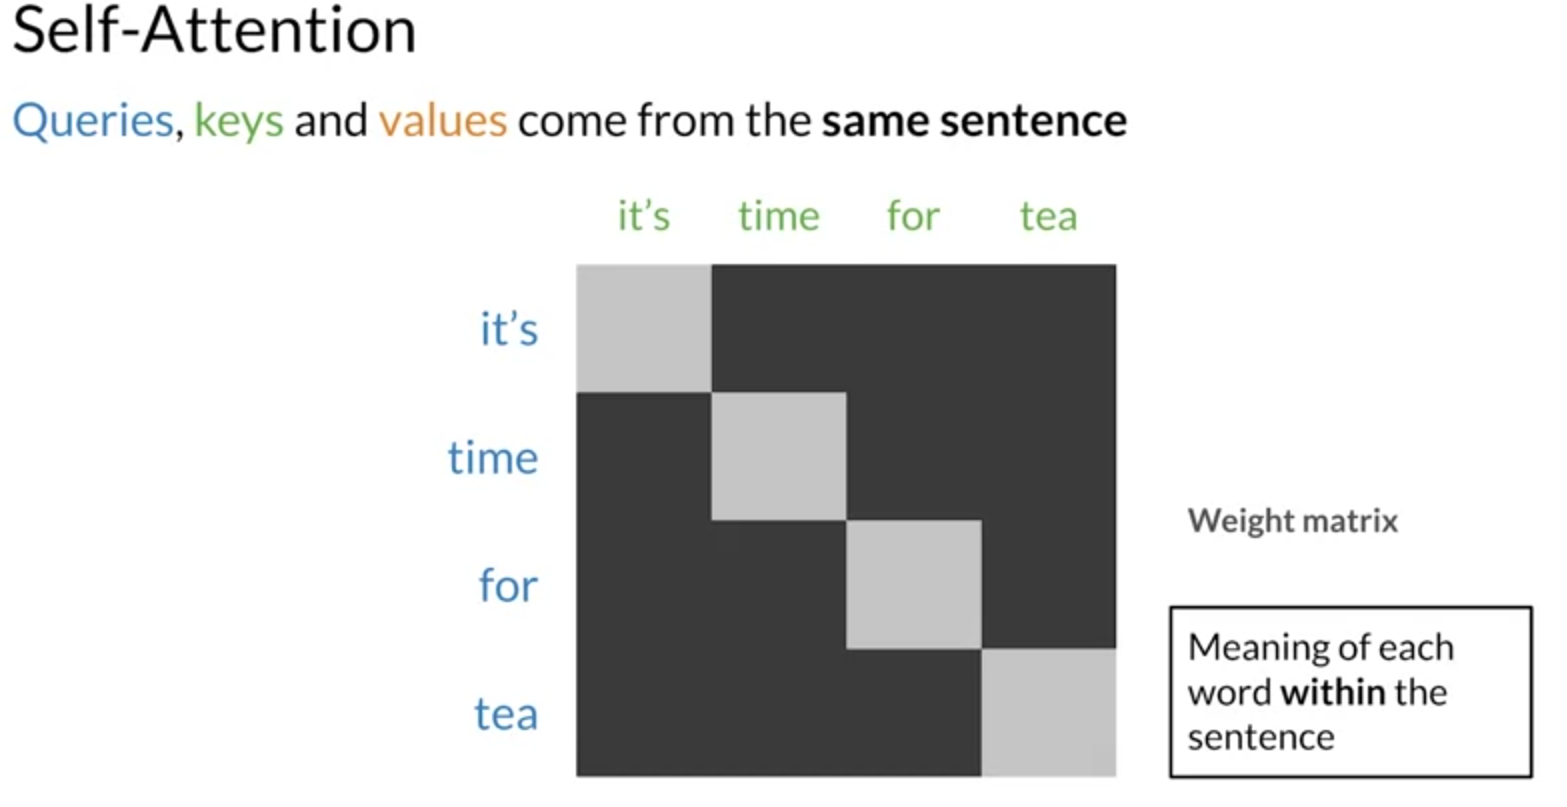 Self-Attention
Queries, keys and values come from the same sentence
it’s time for tea
it’s
time
for
tea
Weight matrix
Meaning of each
word within the
sentence